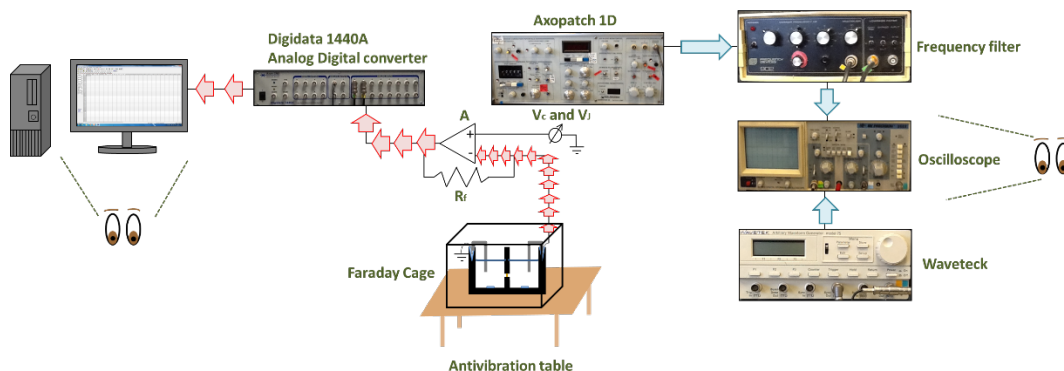 Axopatch 1D
Digidata 1440A
Analog Digital converter
Frequency filter
A
Vc and VJ
+
-
Oscilloscope
Rf
Faraday Cage
Waveteck
Antivibration table